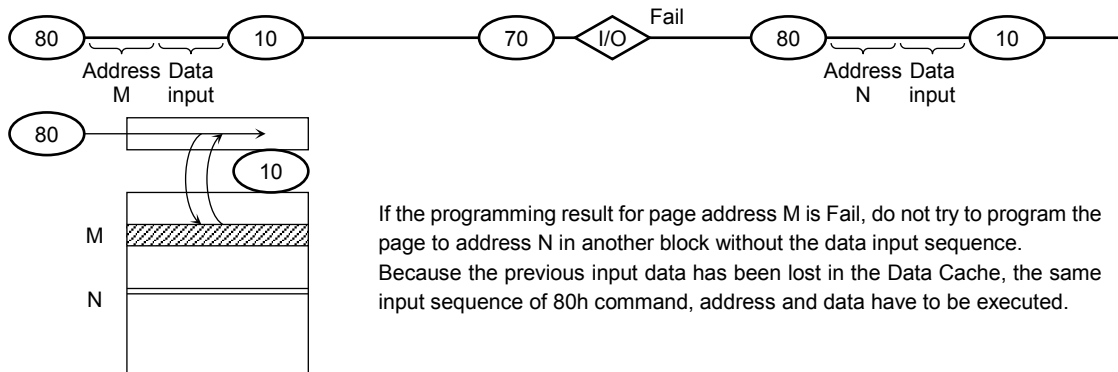 Fail
80 10 70 I/O 80 10
Address Data Address Data
M input N input
80
10
M
N
If the programming result for page address M is Fail, do not try to program the
page to address N in another block without the data input sequence.
Because the previous input data has been lost in the Data Cache, the same
input sequence of 80h command, address and data have to be executed.